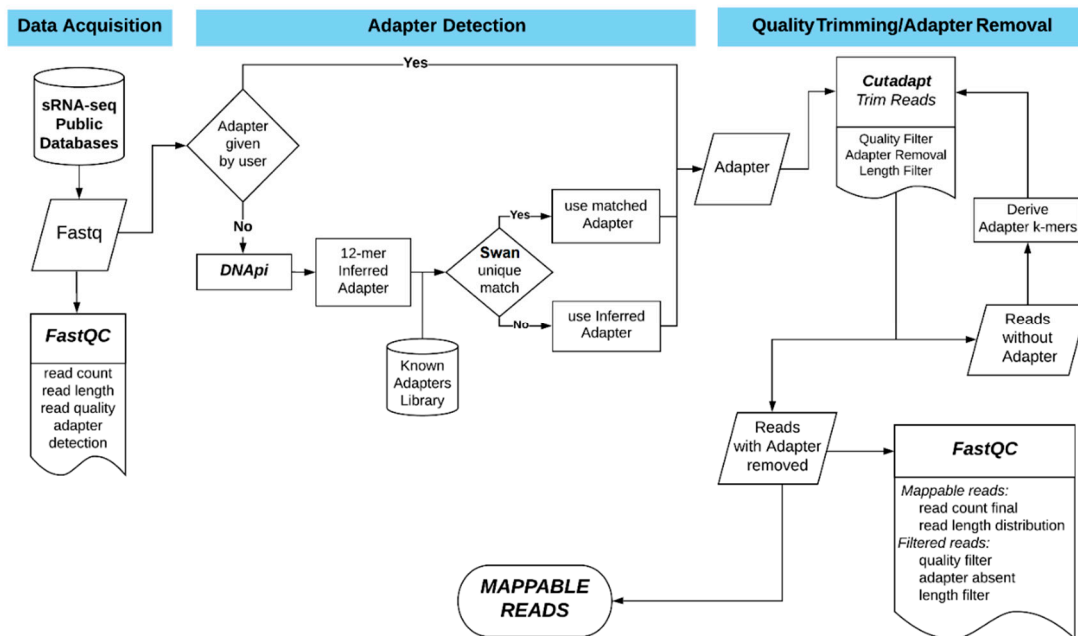 Data Acquisition
Adapter Detection
Quality Trimming/Adapter Removal
sRNA-seq
Public
Databases
Fastq
FastQC
read count
read length
read quality
adapter
detection
Yes
Adapter
given
by user
No
DNApi
12-mer
Inferred
Adapter
Known
Adapters
Library
Swan
unique
match
Yes
use matched
Adapter
No
use Inferred
Adapter
Adapter
Cutadapt
Trim Reads
Quality Filter
Adapter Removal
Length Filter
Derive
Adapter k-mers
Reads
without
Adapter
Reads
with Adapter
removed
FastQC
Mappable reads:
read count final
read length distribution
Filtered reads:
quality filter
adapter absent
length filter
MAPPABLE
READS